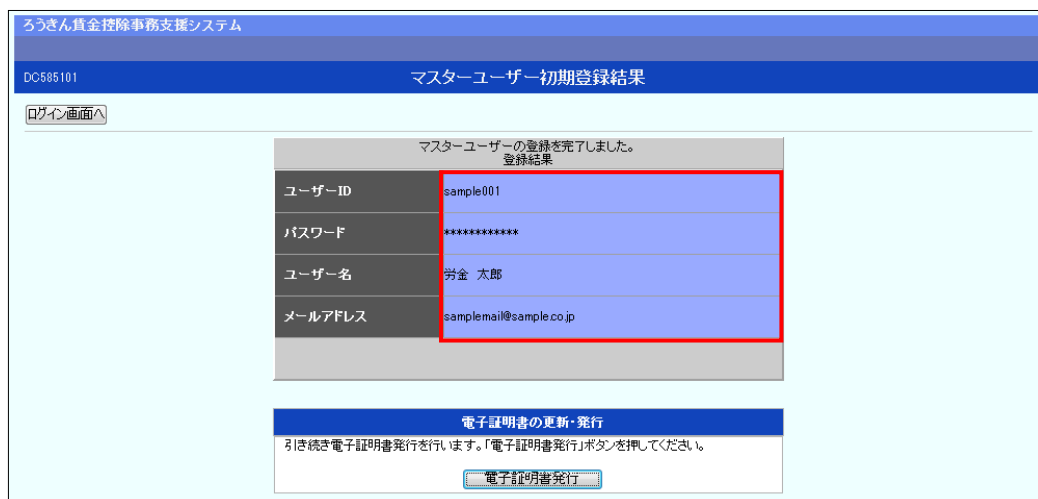 ろうきん賃金控除事務支援システム
DC585101
マスターユーザー初期登録結果
ログイン画面へ
マスターユーザーの登録を完了しました。
登録結果
ユーザーID
sample001
パスワード
************
ユーザー名
労金 太郎
メールアドレス
samplemail@sample.co.jp
電子証明書の更新・発行
引き続き電子証明書発行を行います。「電子証明書発行」ボタンを押してください。
電子証明書発行